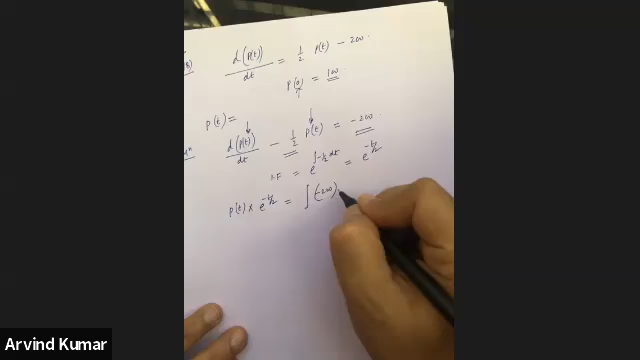 d(P(t))/dt = 1/2 P(t) - 200.
P(0) = 100
P(t) =
d(P(t))/dt - 1/2 P(t) = -200
I.F = e^∫-1/2 dt = e^-t/2
P(t) × e^-t/2 = ∫(-200)
Arvind Kumar